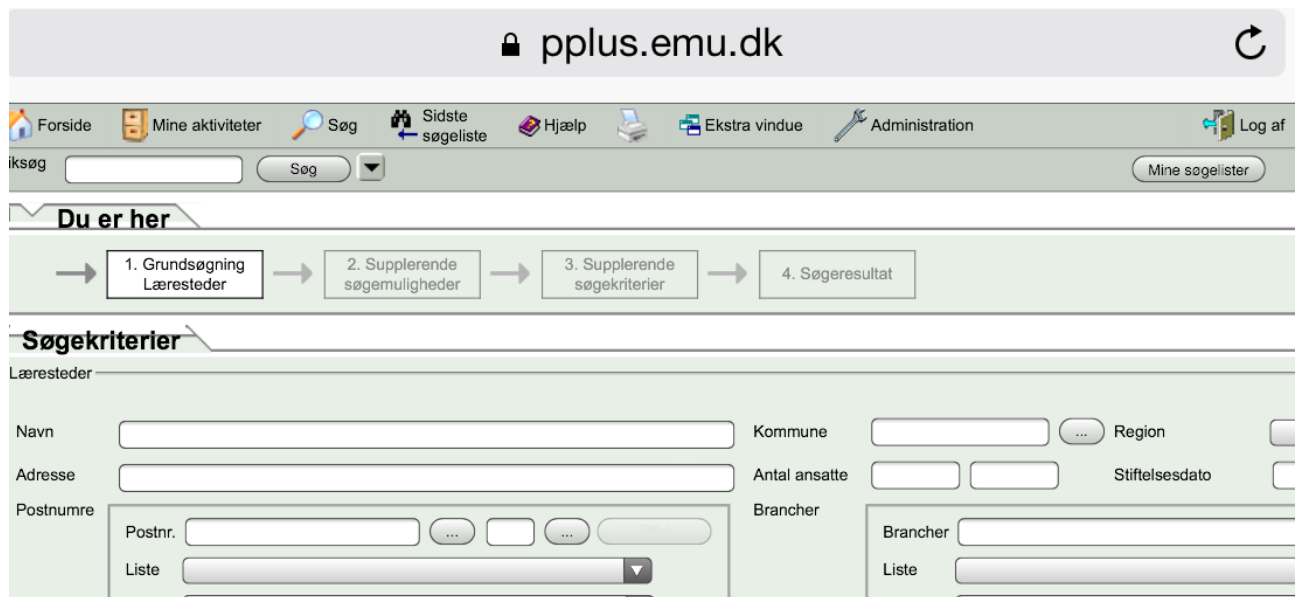 pplus.emu.dk
Forside Mine aktiviteter Søg Sidste søgeliste Hjælp Ekstra vindue Administration Log af
iksøg Søg Mine søgelister
Du er her
1. Grundsøgning Læresteder 2. Supplerende søgemuligheder 3. Supplerende søgekriterier 4. Søgeresultat
Søgekriterier
Læresteder
Navn Kommune ... Region
Adresse Antal ansatte Stiftelsesdato
Postnumre Brancher
Postnr. ... ... Brancher
Liste Liste